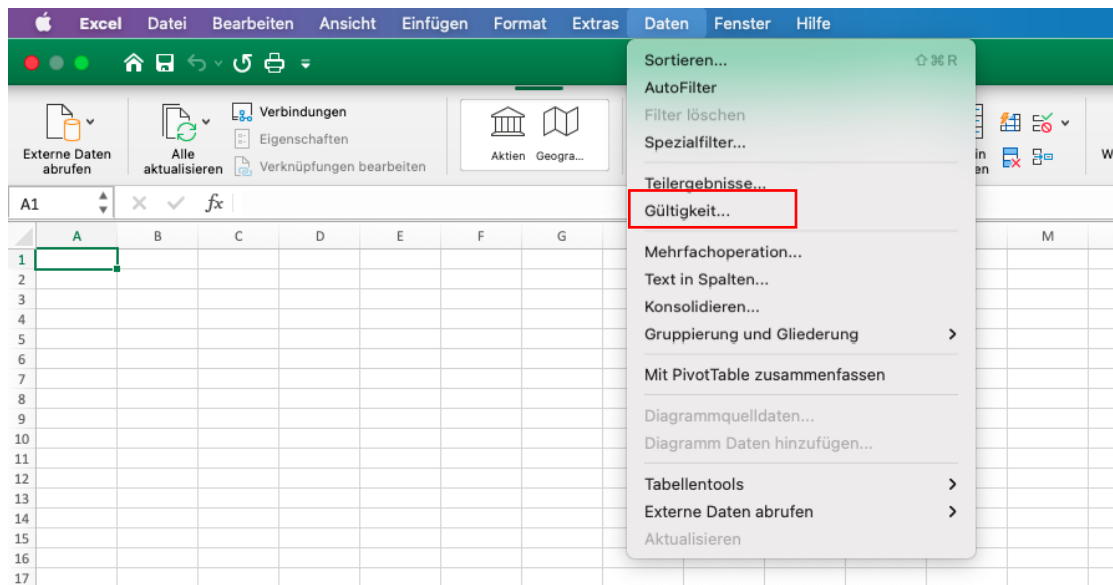 Excel Datei Bearbeiten Ansicht Einfügen Format Extras Daten Fenster Hilfe
Externe Daten
abrufen
Alle
aktualisieren
Verbindungen
Eigenschaften
Verknüpfungen bearbeiten
Aktien Geogra...
in
en
W
A1 fx
A B C D E F G M
1
2
3
4
5
6
7
8
9
10
11
12
13
14
15
16
17
Sortieren... ⇧⌘R
AutoFilter
Filter löschen
Spezialfilter...
Teilergebnisse...
Gültigkeit...
Mehrfachoperation...
Text in Spalten...
Konsolidieren...
Gruppierung und Gliederung
Mit PivotTable zusammenfassen
Diagrammquelldaten...
Diagramm Daten hinzufügen...
Tabellentools
Externe Daten abrufen
Aktualisieren